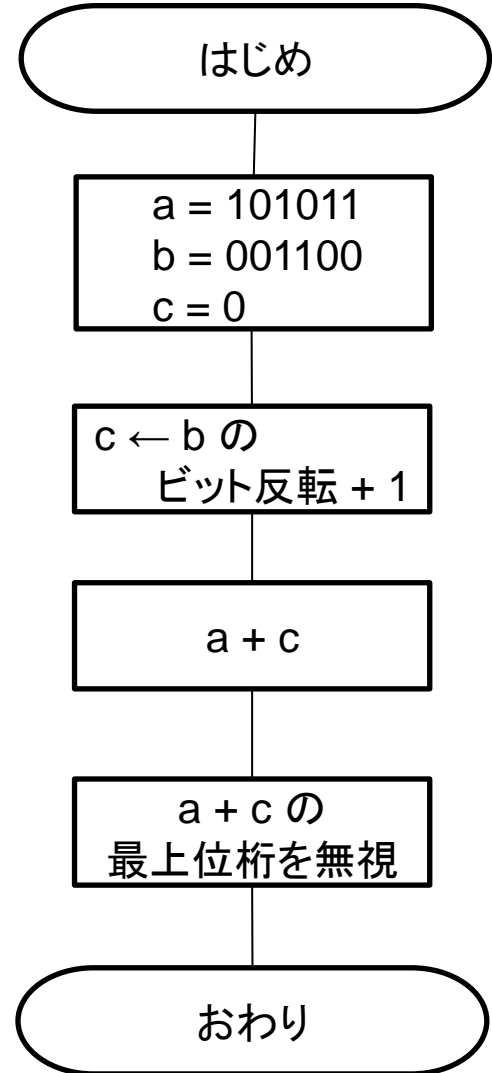 はじめ
a = 101011
b = 001100
c = 0
c ← b の
ビット反転 + 1
a + c
a + c の
最上位桁を無視
おわり